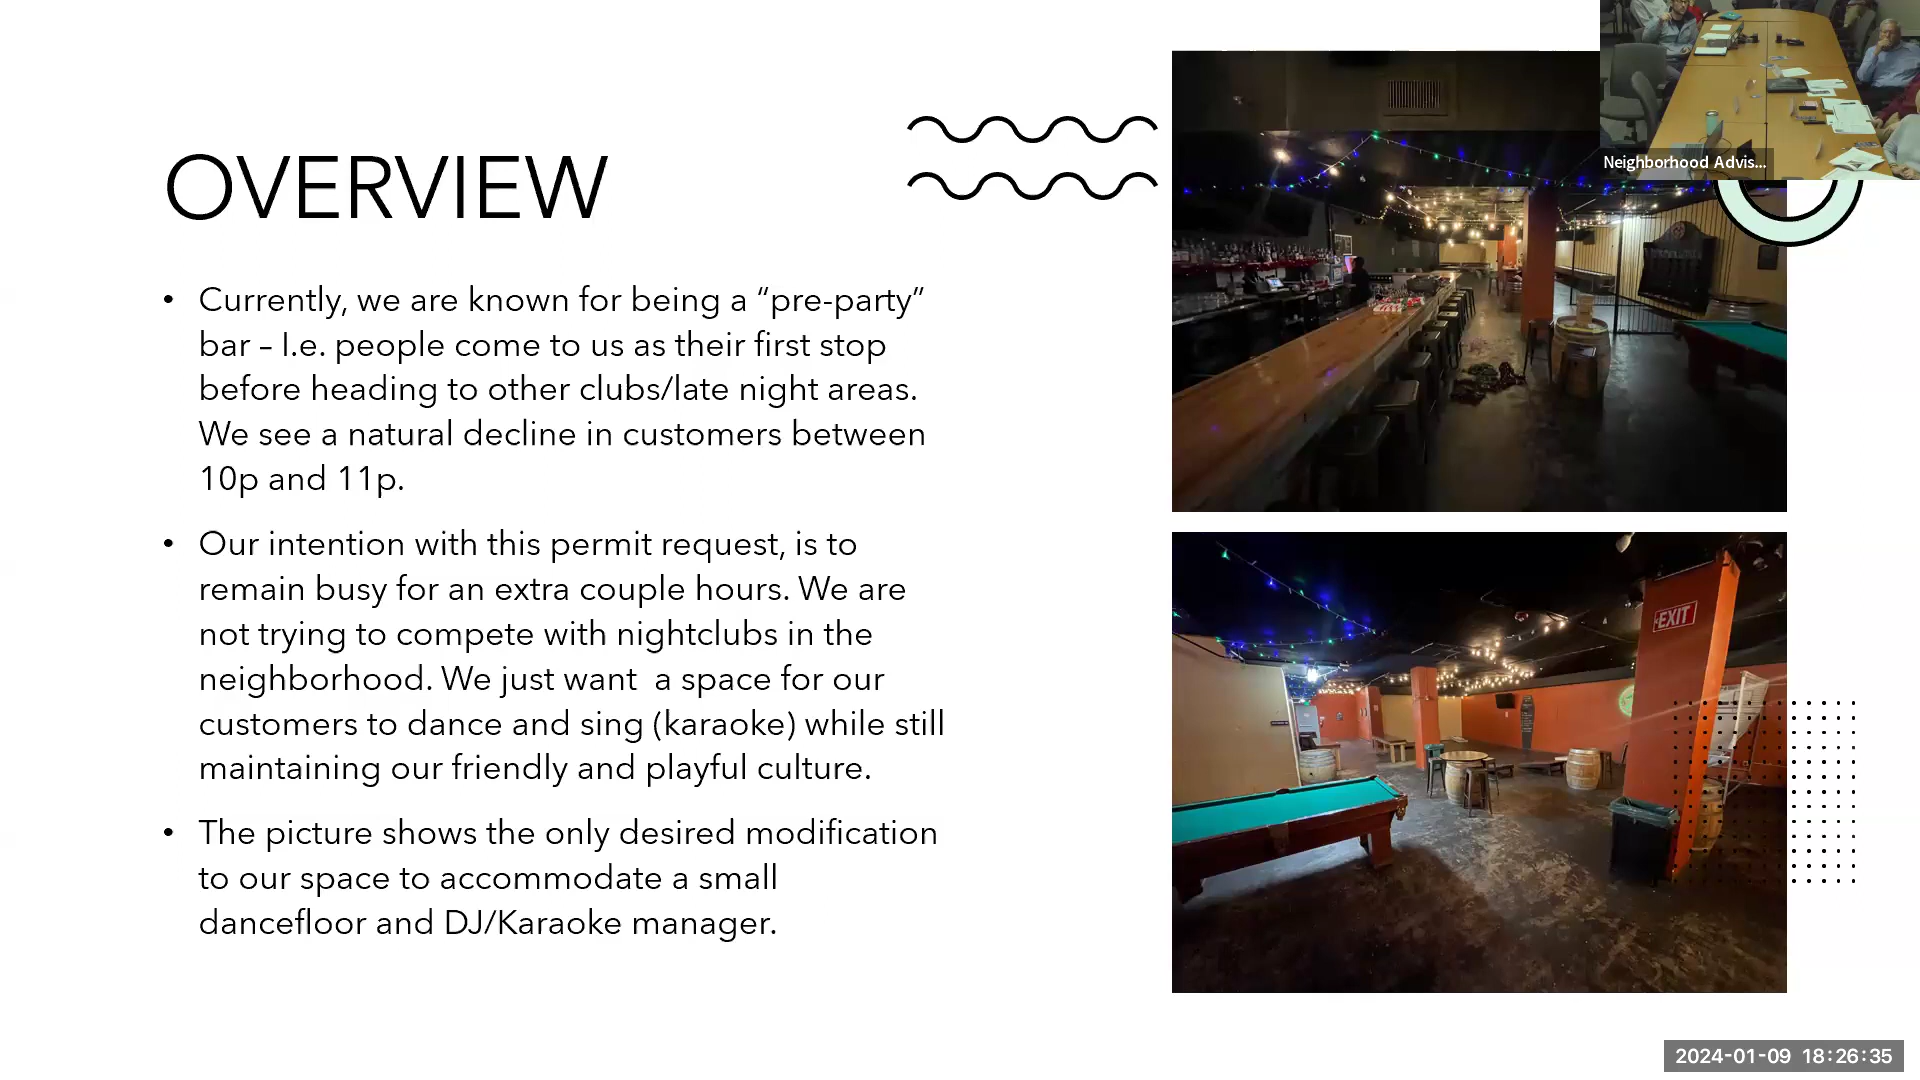 Neighborhood Advis...
OVERVIEW
• Currently, we are known for being a “pre-party”
bar – I.e. people come to us as their first stop
before heading to other clubs/late night areas.
We see a natural decline in customers between
10p and 11p.
• Our intention with this permit request, is to
remain busy for an extra couple hours. We are
not trying to compete with nightclubs in the
neighborhood. We just want  a space for our
customers to dance and sing (karaoke) while still
maintaining our friendly and playful culture.
• The picture shows the only desired modification
to our space to accommodate a small
dancefloor and DJ/Karaoke manager.
EXIT
2024-01-09 18:26:35